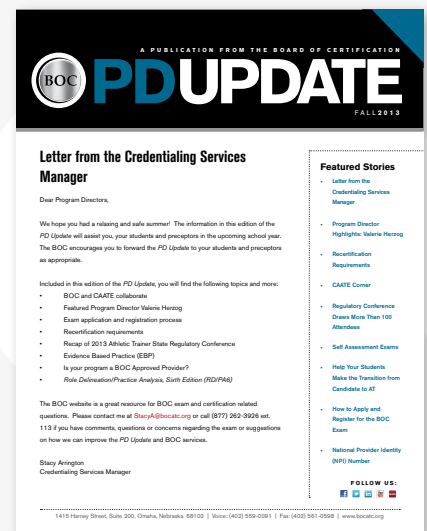 A PUBLICATION FROM THE BOARD OF CERTIFICATION
BOC
PDUPDATE
FALL2013
Letter from the Credentialing Services
Manager
Dear Program Directors,
We hope you had a relaxing and safe summer! The information in this edition of the
PD Update will assist you, your students and preceptors in the upcoming school year.
The BOC encourages you to forward the PD Update to your students and preceptors
as appropriate.
Included in this edition of the PD Update, you will find the following topics and more:
• BOC and CAATE collaborate
• Featured Program Director Valerie Herzog
• Exam application and registration process
• Recertification requirements
• Recap of 2013 Athletic Trainer State Regulatory Conference
• Evidence Based Practice (EBP)
• Is your program a BOC Approved Provider?
• Role Delineation/Practice Analysis, Sixth Edition (RD/PA6)
The BOC website is a great resource for BOC exam and certification related
questions. Please contact me at StacyA@bocatc.org or call (877) 262-3926 ext.
113 if you have comments, questions or concerns regarding the exam or suggestions
on how we can improve the PD Update and BOC services.
Stacy Arrington
Credentialing Services Manager
Featured Stories
• Letter from the
Credentialing Services
Manager
• Program Director
Highlights: Valerie Herzog
• Recertification
Requirements
• CAATE Corner
• Regulatory Conference
Draws More Than 100
Attendees
• Self Assessment Exams
• Help Your Students
Make the Transition from
Candidate to AT
• How to Apply and
Register for the BOC
Exam
• National Provider Identity
(NPI) Number
FOLLOW US:
1415 Harney Street, Suite 200, Omaha, Nebraska 68102 | Voice: (402) 559-0091 | Fax: (402) 561-0598 | www.bocatc.org